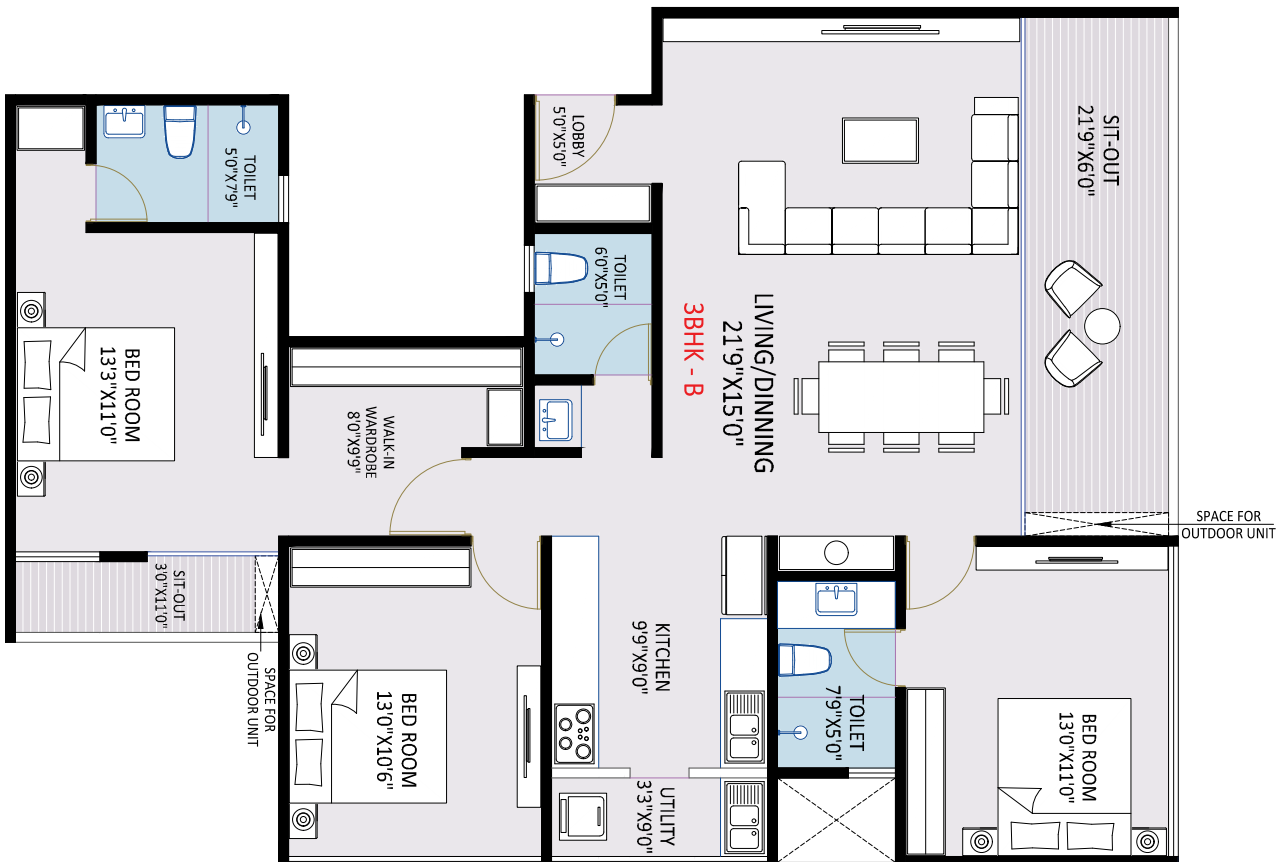 LOBBY
5'0"X5'0"
SIT-OUT
21'9"X6'0"
TOILET
5'0"X7'9"
TOILET
6'0"X5'0"
LIVING/DINNING
21'9"X15'0"
3BHK - B
BED ROOM
13'3"X11'0"
WALK-IN
WARDROBE
8'0"X9'9"
SPACE FOR
OUTDOOR UNIT
SIT-OUT
3'0"X11'0"
SPACE FOR
OUTDOOR UNIT
BED ROOM
13'0"X10'6"
KITCHEN
9'9"X9'0"
TOILET
7'9"X5'0"
BED ROOM
13'0"X11'0"
UTILITY
3'3"X9'0"